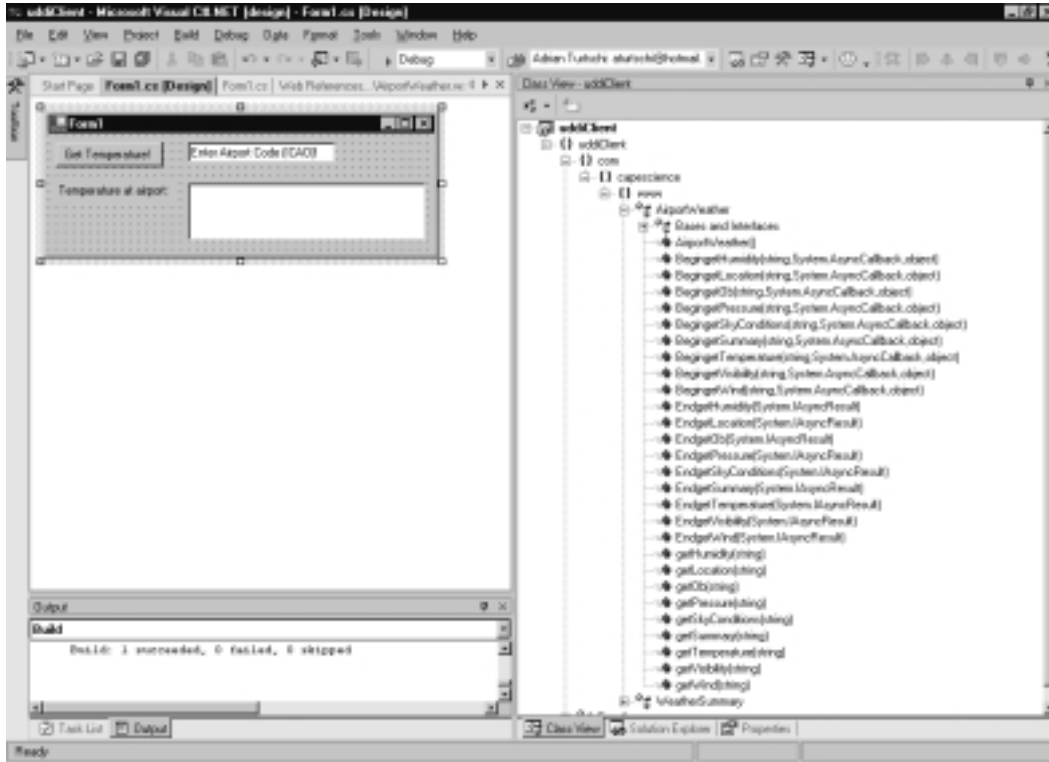 uddiClient - Microsoft Visual C#.NET [design] - Form1.cs [Design]
File Edit View Project Build Debug Data Format Tools Window Help
Debug
Start Page Form1.cs [Design] Form1.cs Web References.
Toolbox
Form1
Get Temperature!
Enter Airport Code (ICAO)!
Temperature at airport:
Output
Build
Build: 1 succeeded, 0 failed, 0 skipped
Task List Output
Class View - uddiClient
uddiClient
{} uddiClient
{} com
{} capescience
{} www
AirportWeather
Bases and Interfaces
AirportWeather()
BegingetHumidity(string,System.AsyncCallback,object)
BegingetLocation(string,System.AsyncCallback,object)
BegingetOb(string,System.AsyncCallback,object)
BegingetPressure(string,System.AsyncCallback,object)
BegingetSkyConditions(string,System.AsyncCallback,object)
BegingetSummary(string,System.AsyncCallback,object)
BegingetTemperature(string,System.AsyncCallback,object)
BegingetVisibility(string,System.AsyncCallback,object)
BegingetWind(string,System.AsyncCallback,object)
EndgetHumidity(System.IAsyncResult)
EndgetLocation(System.IAsyncResult)
EndgetOb(System.IAsyncResult)
EndgetPressure(System.IAsyncResult)
EndgetSkyConditions(System.IAsyncResult)
EndgetSummary(System.IAsyncResult)
EndgetTemperature(System.IAsyncResult)
EndgetVisibility(System.IAsyncResult)
EndgetWind(System.IAsyncResult)
getHumidity(string)
getLocation(string)
getOb(string)
getPressure(string)
getSkyConditions(string)
getSummary(string)
getTemperature(string)
getVisibility(string)
getWind(string)
WeatherSummary
Class View Solution Explorer Properties
Ready